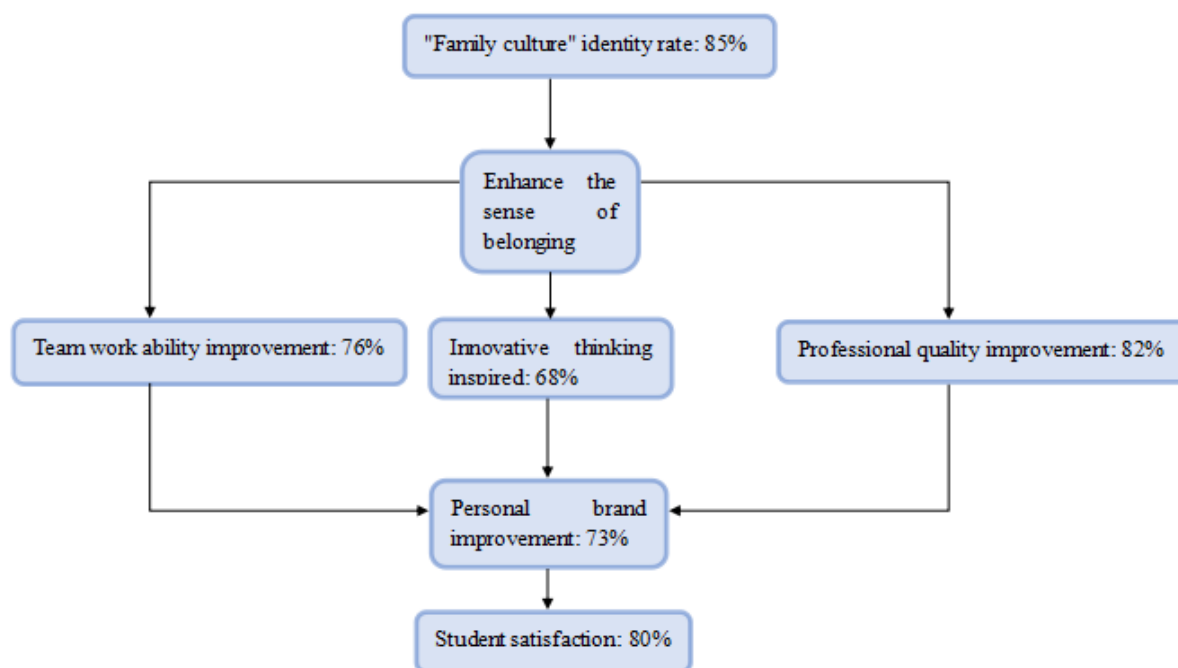 "Family culture" identity rate: 85%
Enhance the
sense of
belonging
Team work ability improvement: 76%
Innovative thinking
inspired: 68%
Professional quality improvement: 82%
Personal brand
improvement: 73%
Student satisfaction: 80%